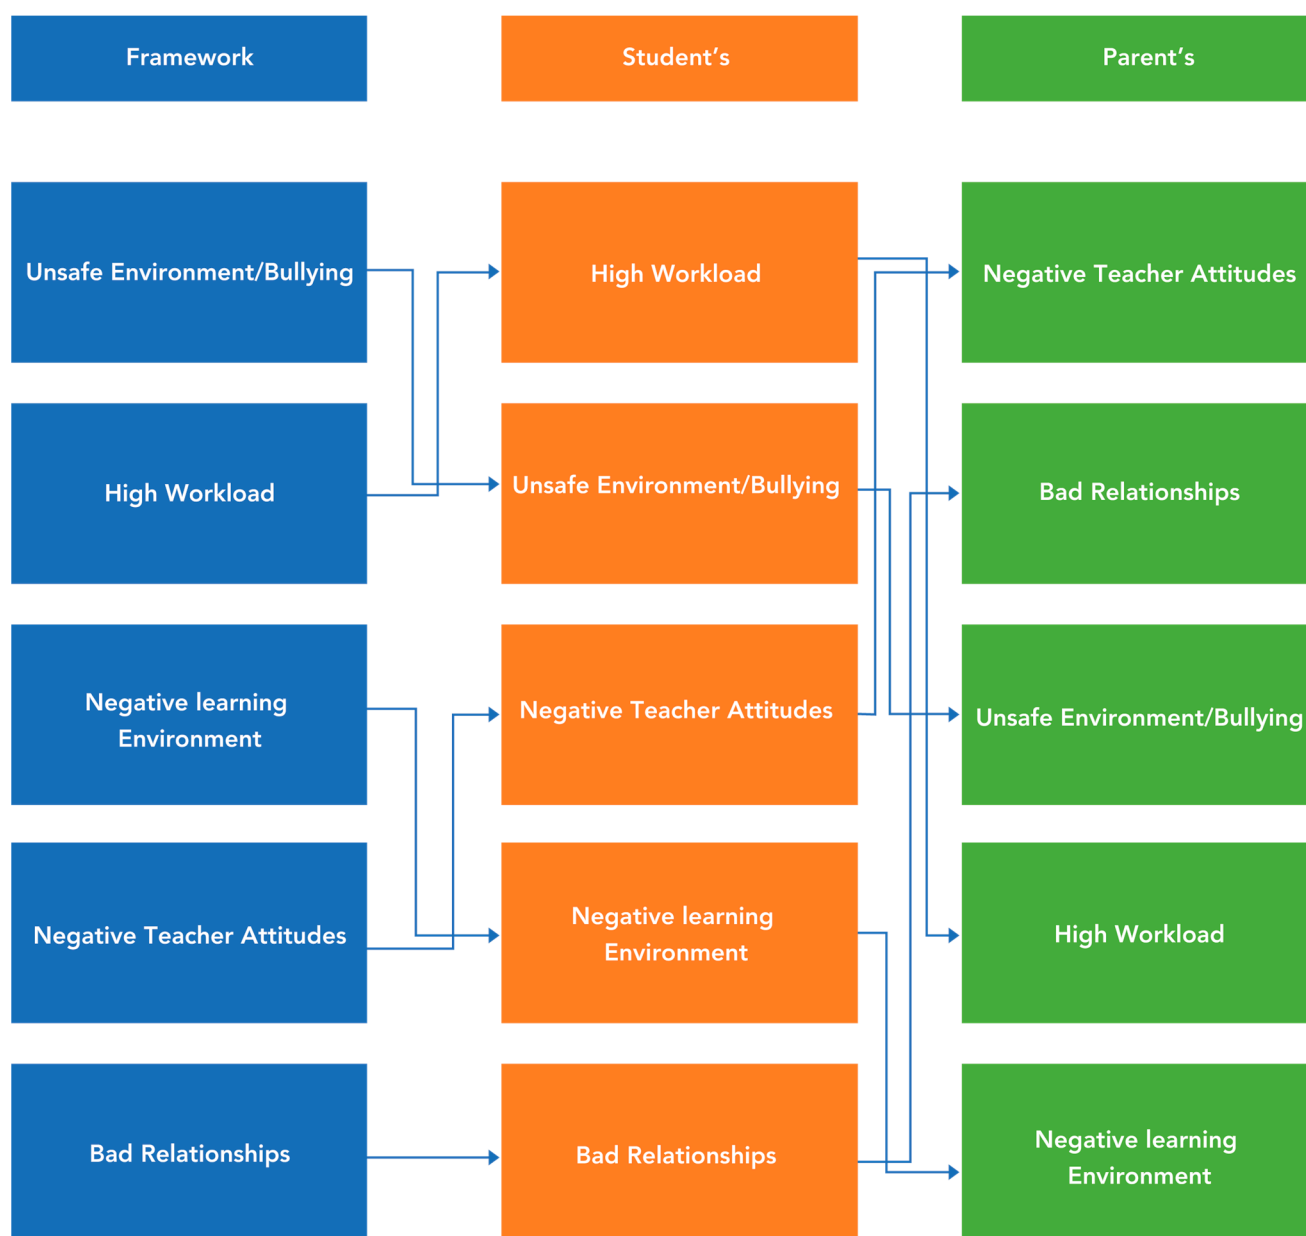 Framework
Student’s
Parent’s
Unsafe Environment/Bullying
High Workload
Negative Teacher Attitudes
High Workload
Unsafe Environment/Bullying
Bad Relationships
Negative learning
Environment
Negative Teacher Attitudes
Unsafe Environment/Bullying
Negative Teacher Attitudes
Negative learning
Environment
High Workload
Bad Relationships
Bad Relationships
Negative learning
Environment